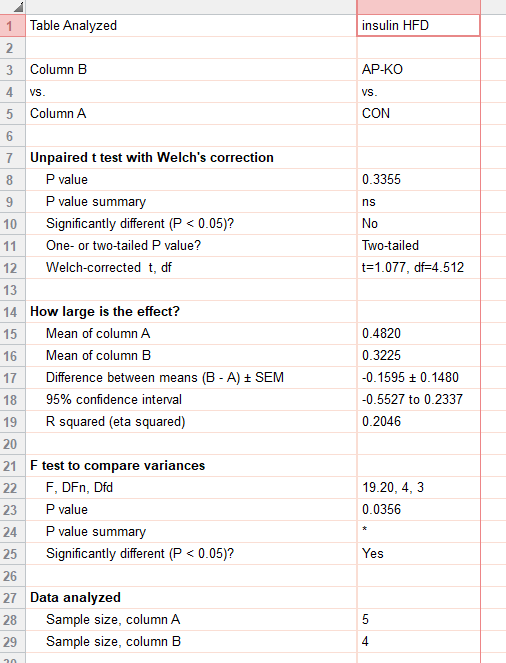 1 Table Analyzed insulin HFD
2
3 Column B AP-KO
4 vs. vs.
5 Column A CON
6
7 Unpaired t test with Welch's correction
8 P value 0.3355
9 P value summary ns
10 Significantly different (P < 0.05)? No
11 One- or two-tailed P value? Two-tailed
12 Welch-corrected t, df t=1.077, df=4.512
13
14 How large is the effect?
15 Mean of column A 0.4820
16 Mean of column B 0.3225
17 Difference between means (B - A) ± SEM -0.1595 ± 0.1480
18 95% confidence interval -0.5527 to 0.2337
19 R squared (eta squared) 0.2046
20
21 F test to compare variances
22 F, DFn, Dfd 19.20, 4, 3
23 P value 0.0356
24 P value summary *
25 Significantly different (P < 0.05)? Yes
26
27 Data analyzed
28 Sample size, column A 5
29 Sample size, column B 4